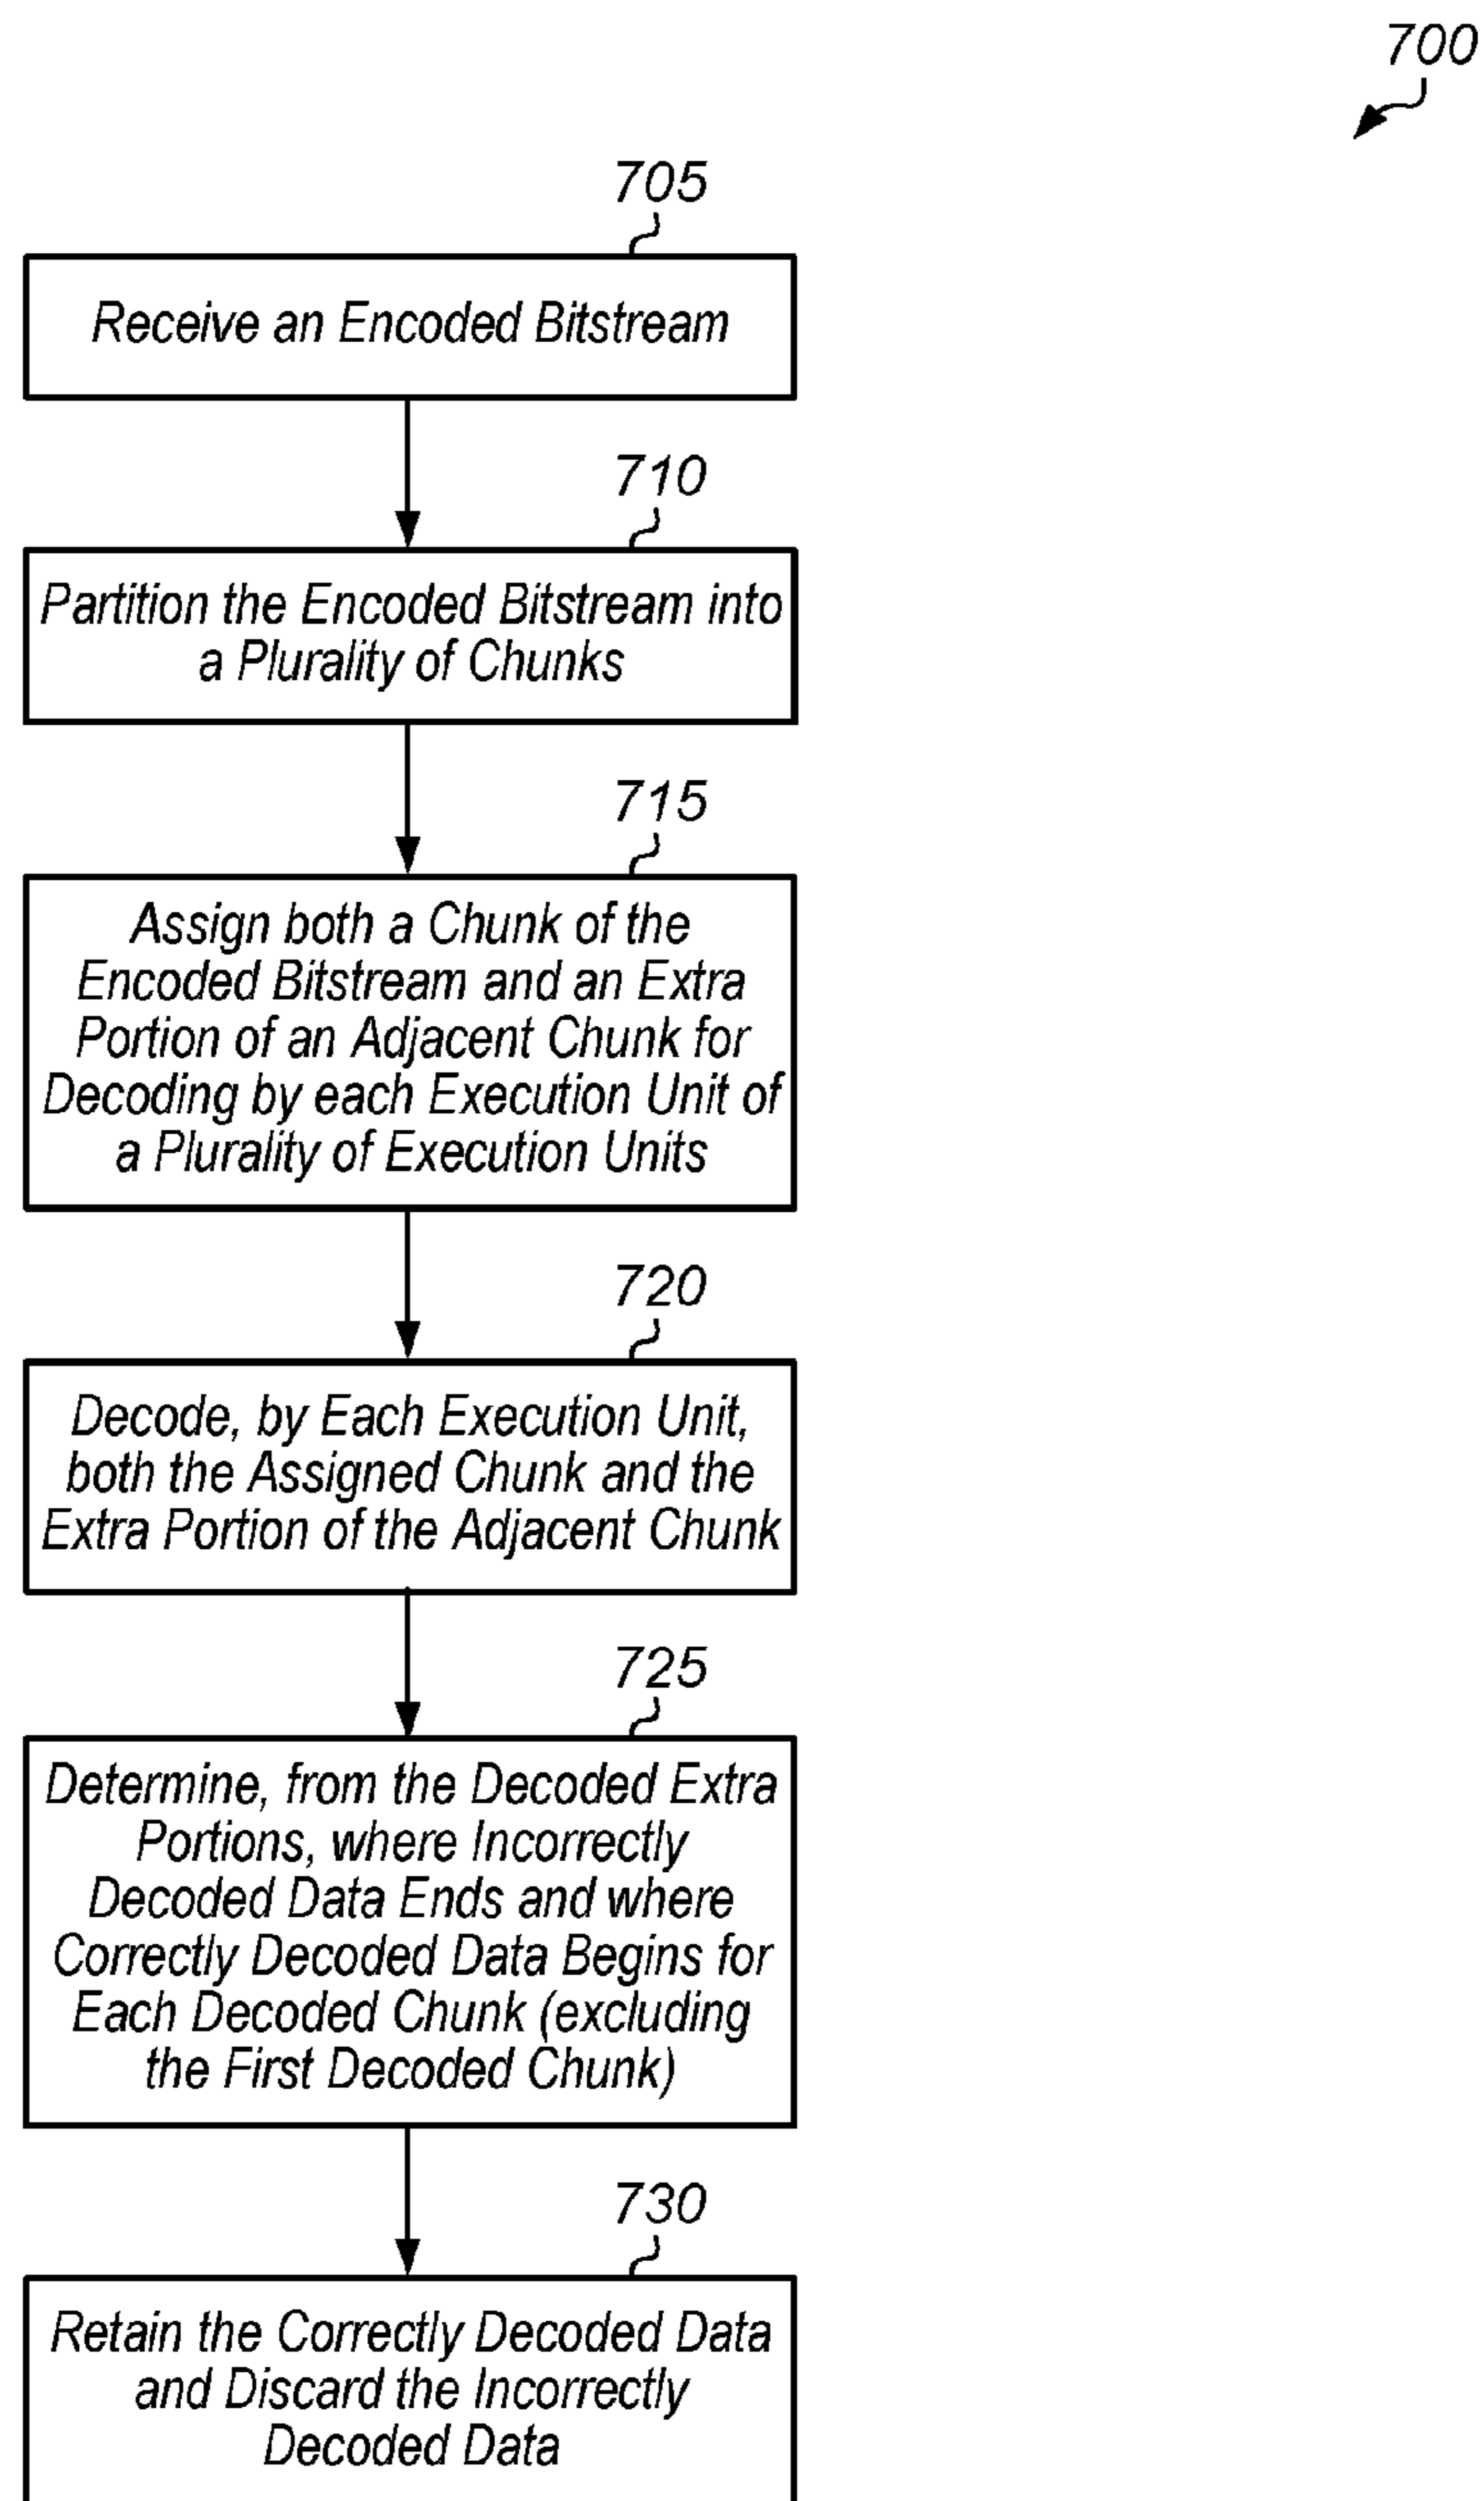 700
705
Receive an Encoded Bitstream
710
Partition the Encoded Bitstream into
a Plurality of Chunks
715
Assign both a Chunk of the
Encoded Bitstream and an Extra
Portion of an Adjacent Chunk for
Decoding by each Execution Unit of
a Plurality of Execution Units
720
Decode, by Each Execution Unit,
both the Assigned Chunk and the
Extra Portion of the Adjacent Chunk
725
Determine, from the Decoded Extra
Portions, where Incorrectly
Decoded Data Ends and where
Correctly Decoded Data Begins for
Each Decoded Chunk (excluding
the First Decoded Chunk)
730
Retain the Correctly Decoded Data
and Discard the Incorrectly
Decoded Data